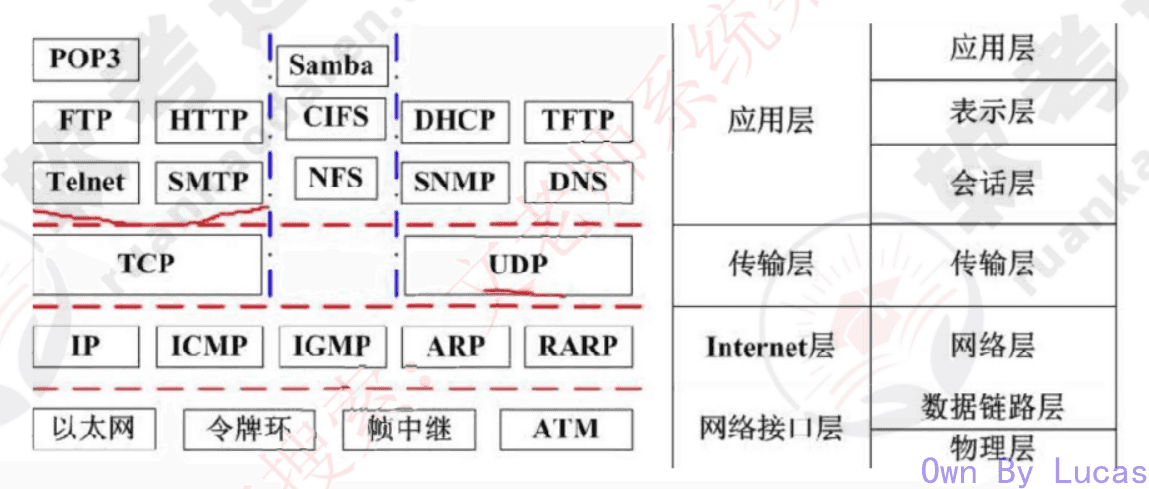 POP3
Samba
FTP HTTP CIFS DHCP TFTP
Telnet SMTP NFS SNMP DNS
TCP UDP
IP ICMP IGMP ARP RARP
以太网 令牌环 帧中继 ATM
应用层
传输层
Internet层
网络接口层
应用层
表示层
会话层
传输层
网络层
数据链路层
物理层
Own By Lucas